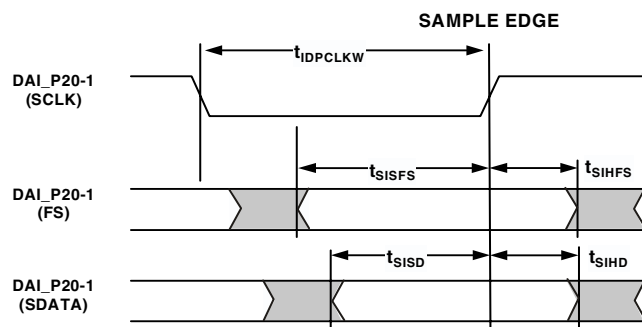 SAMPLE EDGE
tIDPCLKW
DAI_P20-1
(SCLK)
tSISFS
tSIHFS
DAI_P20-1
(FS)
tSISD
tSIHD
DAI_P20-1
(SDATA)